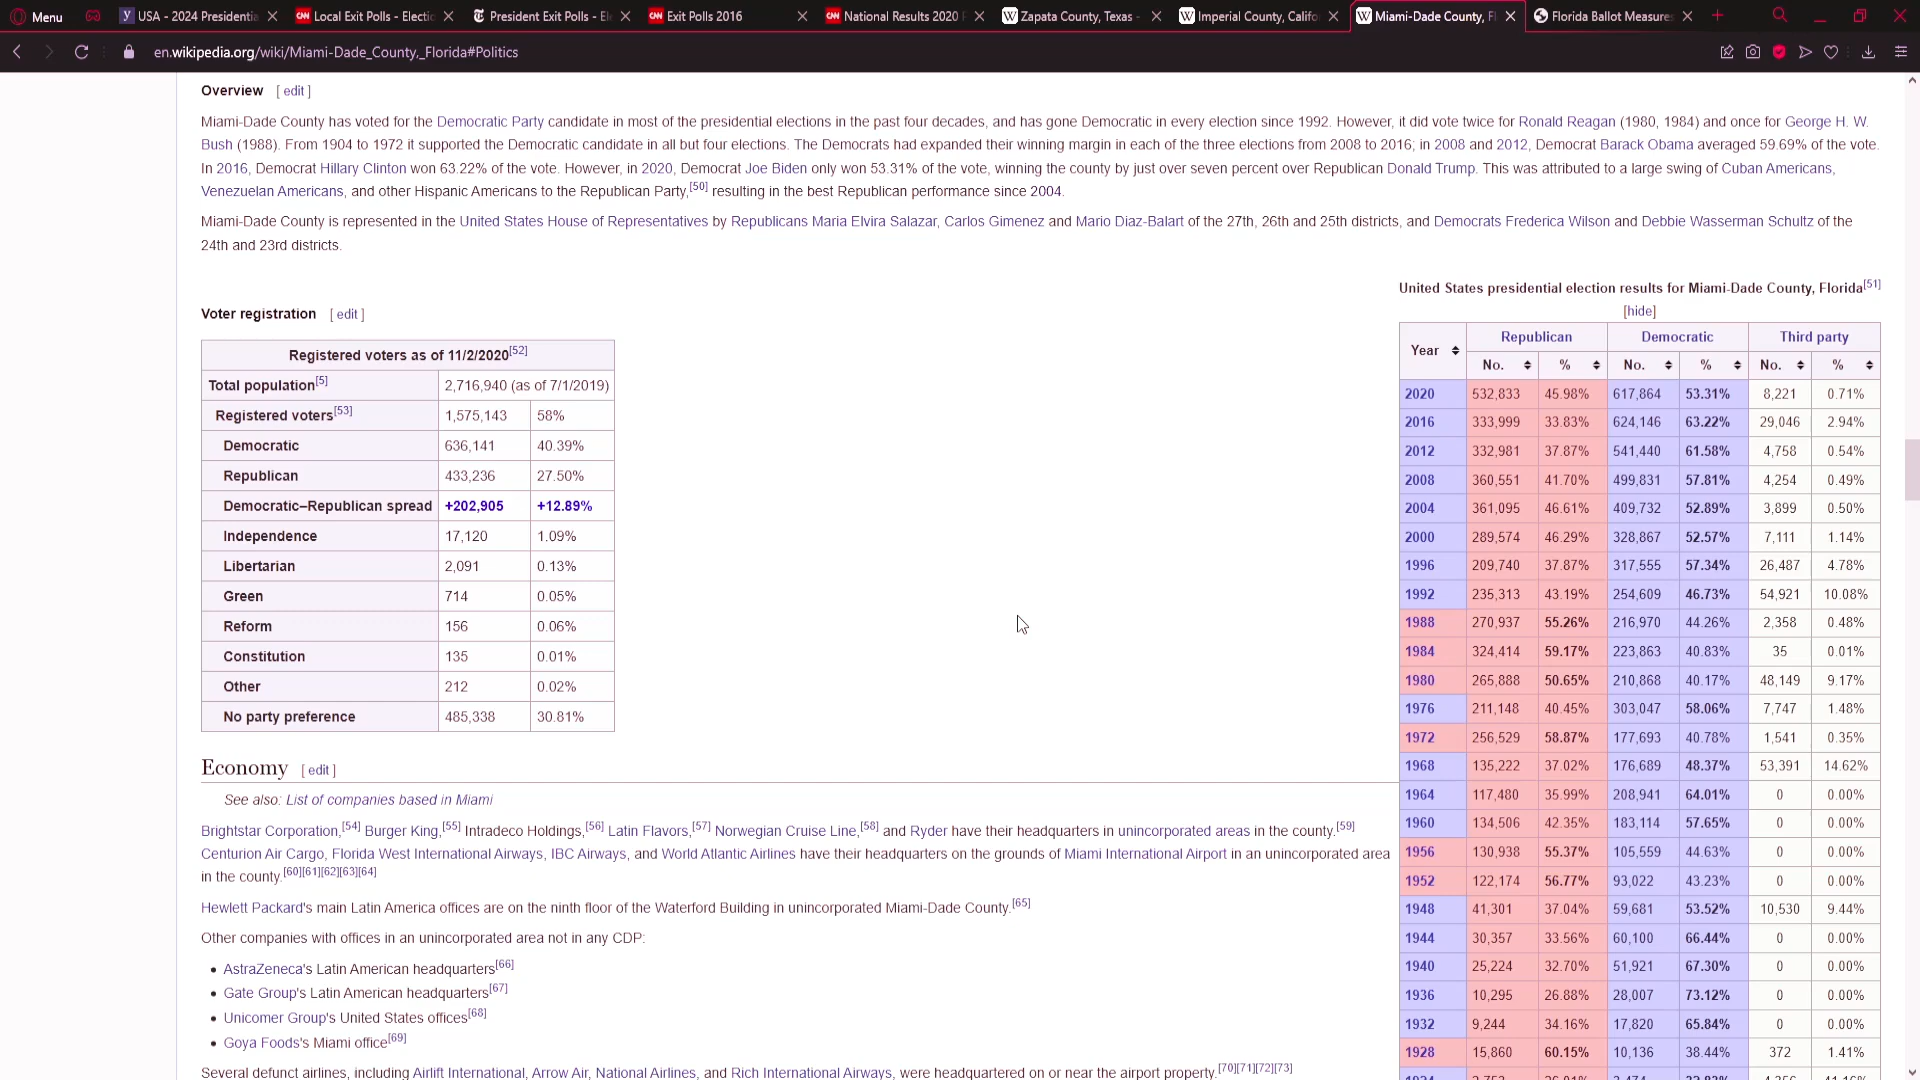 Menu
USA - 2024 Presidentia
Local Exit Polls - Electio
President Exit Polls - El
Exit Polls 2016
National Results 2020 P
Zapata County, Texas -
Imperial County, Califo
Miami-Dade County, Fl
Florida Ballot Measures
en.wikipedia.org/wiki/Miami-Dade_County,_Florida#Politics
Overview [ edit ]
Miami-Dade County has voted for the Democratic Party candidate in most of the presidential elections in the past four decades, and has gone Democratic in every election since 1992. However, it did vote twice for Ronald Reagan (1980, 1984) and once for George H. W.
Bush (1988). From 1904 to 1972 it supported the Democratic candidate in all but four elections. The Democrats had expanded their winning margin in each of the three elections from 2008 to 2016; in 2008 and 2012, Democrat Barack Obama averaged 59.69% of the vote.
In 2016, Democrat Hillary Clinton won 63.22% of the vote. However, in 2020, Democrat Joe Biden only won 53.31% of the vote, winning the county by just over seven percent over Republican Donald Trump. This was attributed to a large swing of Cuban Americans,
Venezuelan Americans, and other Hispanic Americans to the Republican Party,[50] resulting in the best Republican performance since 2004.
Miami-Dade County is represented in the United States House of Representatives by Republicans Maria Elvira Salazar, Carlos Gimenez and Mario Diaz-Balart of the 27th, 26th and 25th districts, and Democrats Frederica Wilson and Debbie Wasserman Schultz of the
24th and 23rd districts.
Voter registration [ edit ]
Registered voters as of 11/2/2020[52]
Total population[5] 2,716,940 (as of 7/1/2019)
Registered voters[53] 1,575,143 58%
Democratic 636,141 40.39%
Republican 433,236 27.50%
Democratic–Republican spread +202,905 +12.89%
Independence 17,120 1.09%
Libertarian 2,091 0.13%
Green 714 0.05%
Reform 156 0.06%
Constitution 135 0.01%
Other 212 0.02%
No party preference 485,338 30.81%
United States presidential election results for Miami-Dade County, Florida[51]
[hide]
Year Republican Democratic Third party
No. % No. % No. %
2020 532,833 45.98% 617,864 53.31% 8,221 0.71%
2016 333,999 33.83% 624,146 63.22% 29,046 2.94%
2012 332,981 37.87% 541,440 61.58% 4,758 0.54%
2008 360,551 41.70% 499,831 57.81% 4,254 0.49%
2004 361,095 46.61% 409,732 52.89% 3,899 0.50%
2000 289,574 46.29% 328,867 52.57% 7,111 1.14%
1996 209,740 37.87% 317,555 57.34% 26,487 4.78%
1992 235,313 43.19% 254,609 46.73% 54,921 10.08%
1988 270,937 55.26% 216,970 44.26% 2,358 0.48%
1984 324,414 59.17% 223,863 40.83% 35 0.01%
1980 265,888 50.65% 210,868 40.17% 48,149 9.17%
1976 211,148 40.45% 303,047 58.06% 7,747 1.48%
1972 256,529 58.87% 177,693 40.78% 1,541 0.35%
1968 135,222 37.02% 176,689 48.37% 53,391 14.62%
1964 117,480 35.99% 208,941 64.01% 0 0.00%
1960 134,506 42.35% 183,114 57.65% 0 0.00%
1956 130,938 55.37% 105,559 44.63% 0 0.00%
1952 122,174 56.77% 93,022 43.23% 0 0.00%
1948 41,301 37.04% 59,681 53.52% 10,530 9.44%
1944 30,357 33.56% 60,100 66.44% 0 0.00%
1940 25,224 32.70% 51,921 67.30% 0 0.00%
1936 10,295 26.88% 28,007 73.12% 0 0.00%
1932 9,244 34.16% 17,820 65.84% 0 0.00%
1928 15,860 60.15% 10,136 38.44% 372 1.41%
Economy [ edit ]
See also: List of companies based in Miami
Brightstar Corporation,[54] Burger King,[55] Intradeco Holdings,[56] Latin Flavors,[57] Norwegian Cruise Line,[58] and Ryder have their headquarters in unincorporated areas in the county.[59]
Centurion Air Cargo, Florida West International Airways, IBC Airways, and World Atlantic Airlines have their headquarters on the grounds of Miami International Airport in an unincorporated area
in the county.[60][61][62][63][64]
Hewlett Packard's main Latin America offices are on the ninth floor of the Waterford Building in unincorporated Miami-Dade County.[65]
Other companies with offices in an unincorporated area not in any CDP:
• AstraZeneca's Latin American headquarters[66]
• Gate Group's Latin American headquarters[67]
• Unicomer Group's United States offices[68]
• Goya Foods's Miami office[69]
Several defunct airlines, including Airlift International, Arrow Air, National Airlines, and Rich International Airways, were headquartered on or near the airport property.[70][71][72][73]